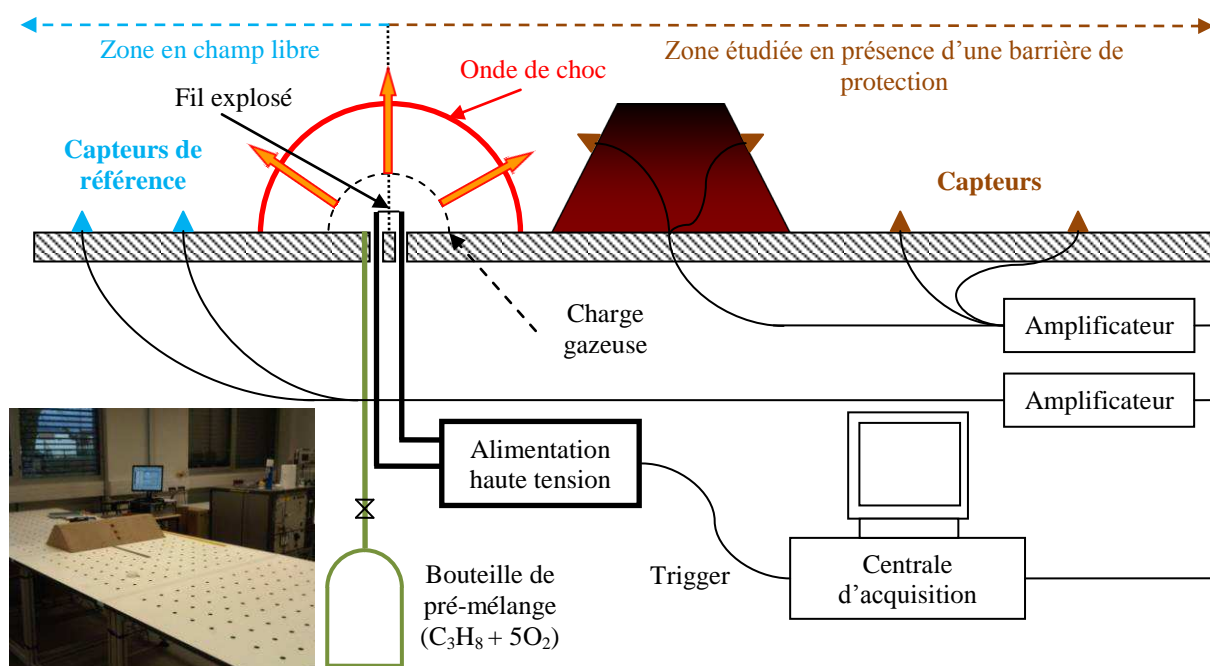 Zone en champ libre
Zone étudiée en présence d’une barrière de
protection
Onde de choc
Fil explosé
Capteurs de
référence
Capteurs
Charge
gazeuse
Amplificateur
Amplificateur
Alimentation
haute tension
Trigger
Centrale
d’acquisition
Bouteille de
pré-mélange
(C₃H₈ + 5O₂)